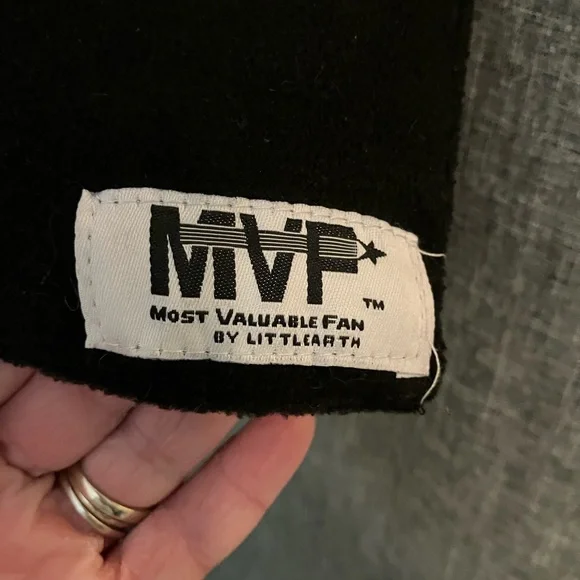 MVP
TM
MOST VALUABLE FAN
BY LITTLEARTH